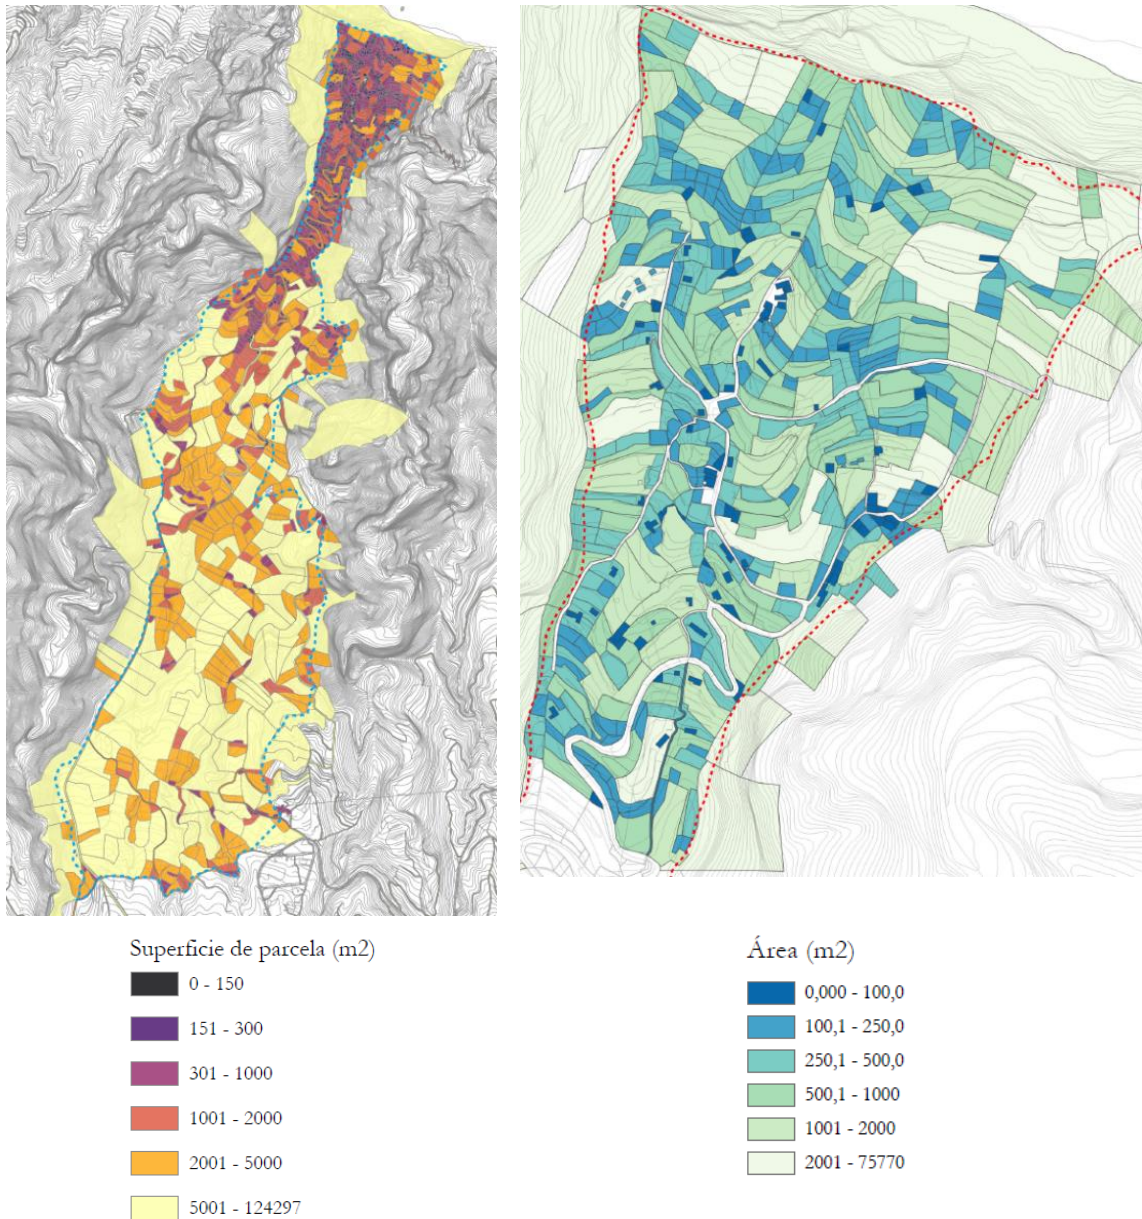 Superficie de parcela (m2)
0 - 150
151 - 300
301 - 1000
1001 - 2000
2001 - 5000
5001 - 124297
Área (m2)
0,000 - 100,0
100,1 - 250,0
250,1 - 500,0
500,1 - 1000
1001 - 2000
2001 - 75770